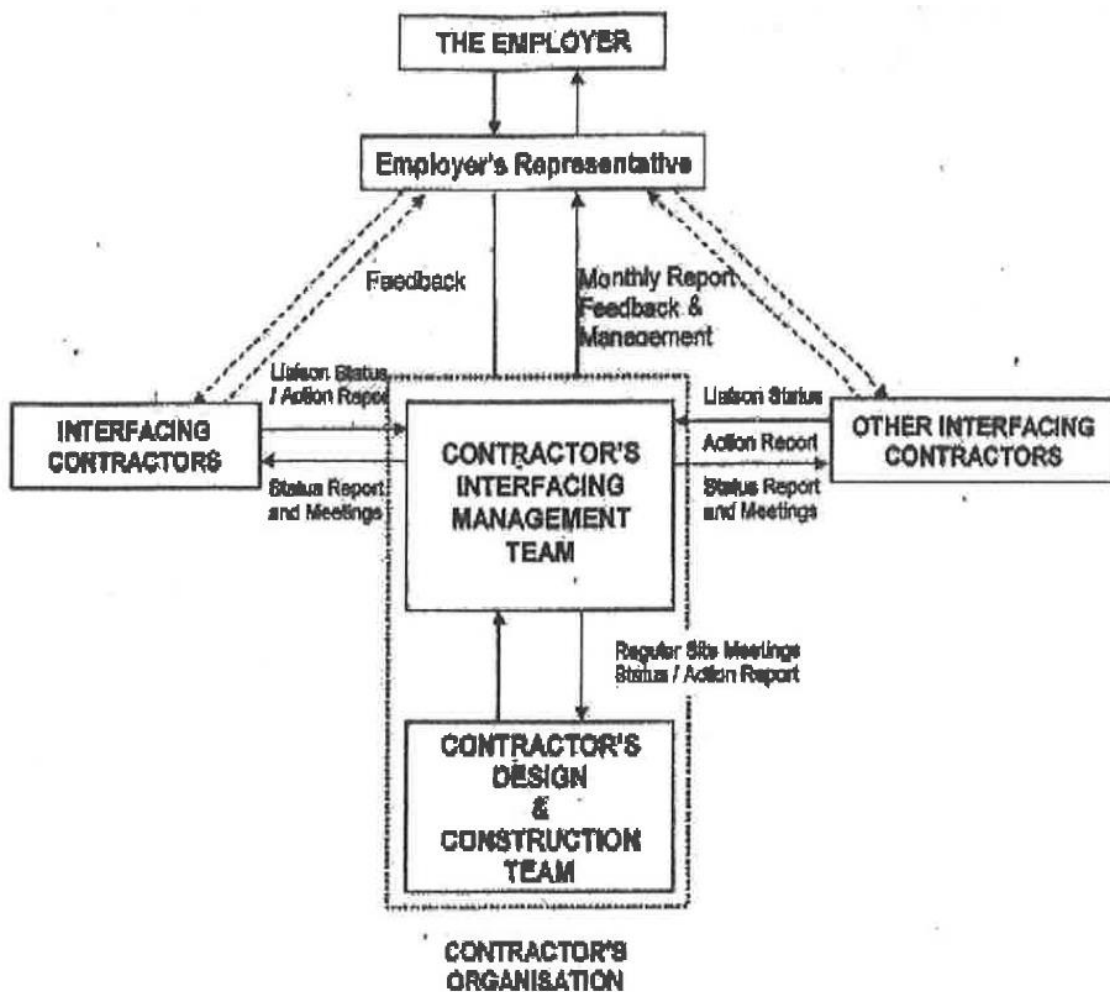 THE EMPLOYER
Employer's Representative
Feedback
Monthly Report
Feedback &
Management
Liaison Status
/ Action Repor
Liaison Status
INTERFACING
CONTRACTORS
CONTRACTOR'S
INTERFACING
MANAGEMENT
TEAM
Action Report
OTHER INTERFACING
CONTRACTORS
Status Report
and Meetings
Status Report
and Meetings
Regular Site Meetings
Status / Action Report
CONTRACTOR'S
DESIGN
&
CONSTRUCTION
TEAM
CONTRACTOR'S
ORGANISATION